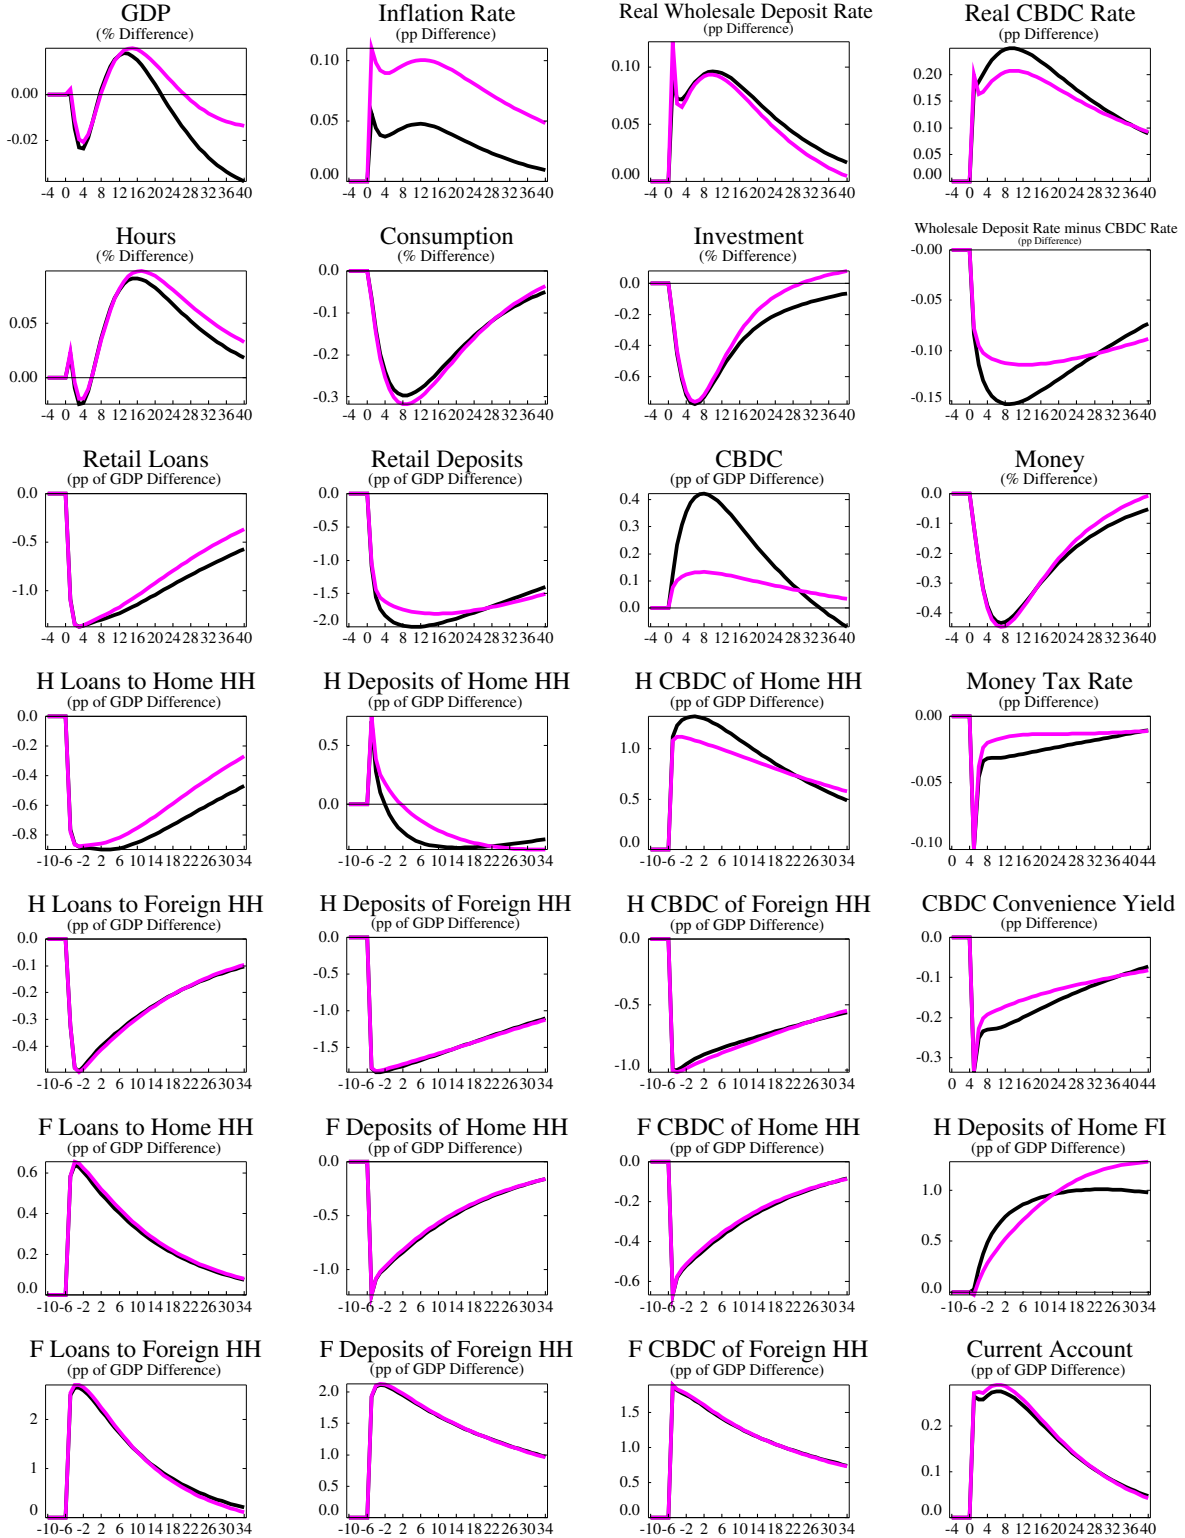 GDP
(% Difference)
0.00
-0.02
-4 0 4 8 12 16 20 24 28 32 36 40
Inflation Rate
(pp Difference)
0.10
0.05
0.00
-4 0 4 8 12 16 20 24 28 32 36 40
Real Wholesale Deposit Rate
(pp Difference)
0.10
0.05
0.00
-4 0 4 8 12 16 20 24 28 32 36 40
Real CBDC Rate
(pp Difference)
0.20
0.15
0.10
0.05
0.00
-4 0 4 8 12 16 20 24 28 32 36 40
Hours
(% Difference)
0.05
0.00
-4 0 4 8 12 16 20 24 28 32 36 40
Consumption
(% Difference)
0.0
-0.1
-0.2
-0.3
-4 0 4 8 12 16 20 24 28 32 36 40
Investment
(% Difference)
0.0
-0.2
-0.4
-0.6
-4 0 4 8 12 16 20 24 28 32 36 40
Wholesale Deposit Rate minus CBDC Rate
(pp Difference)
-0.00
-0.05
-0.10
-0.15
-4 0 4 8 12 16 20 24 28 32 36 40
Retail Loans
(pp of GDP Difference)
0.0
-0.5
-1.0
-4 0 4 8 12 16 20 24 28 32 36 40
Retail Deposits
(pp of GDP Difference)
0.0
-0.5
-1.0
-1.5
-2.0
-4 0 4 8 12 16 20 24 28 32 36 40
CBDC
(pp of GDP Difference)
0.4
0.3
0.2
0.1
0.0
-4 0 4 8 12 16 20 24 28 32 36 40
Money
(% Difference)
0.0
-0.1
-0.2
-0.3
-0.4
-4 0 4 8 12 16 20 24 28 32 36 40
H Loans to Home HH
(pp of GDP Difference)
0.0
-0.2
-0.4
-0.6
-0.8
-10 -6 -2 2 6 10 14 18 22 26 30 34
H Deposits of Home HH
(pp of GDP Difference)
0.5
0.0
-10 -6 -2 2 6 10 14 18 22 26 30 34
H CBDC of Home HH
(pp of GDP Difference)
1.0
0.5
0.0
-10 -6 -2 2 6 10 14 18 22 26 30 34
Money Tax Rate
(pp Difference)
0.00
-0.05
-0.10
0 4 8 12 16 20 24 28 32 36 40 44
H Loans to Foreign HH
(pp of GDP Difference)
0.0
-0.1
-0.2
-0.3
-0.4
-10 -6 -2 2 6 10 14 18 22 26 30 34
H Deposits of Foreign HH
(pp of GDP Difference)
0.0
-0.5
-1.0
-1.5
-10 -6 -2 2 6 10 14 18 22 26 30 34
H CBDC of Foreign HH
(pp of GDP Difference)
0.0
-0.5
-1.0
-10 -6 -2 2 6 10 14 18 22 26 30 34
CBDC Convenience Yield
(pp Difference)
0.0
-0.1
-0.2
-0.3
0 4 8 12 16 20 24 28 32 36 40 44
F Loans to Home HH
(pp of GDP Difference)
0.6
0.4
0.2
0.0
-10 -6 -2 2 6 10 14 18 22 26 30 34
F Deposits of Home HH
(pp of GDP Difference)
0.0
-0.5
-1.0
-10 -6 -2 2 6 10 14 18 22 26 30 34
F CBDC of Home HH
(pp of GDP Difference)
0.0
-0.2
-0.4
-0.6
-10 -6 -2 2 6 10 14 18 22 26 30 34
H Deposits of Home FI
(pp of GDP Difference)
1.0
0.5
0.0
-10 -6 -2 2 6 10 14 18 22 26 30 34
F Loans to Foreign HH
(pp of GDP Difference)
2
1
0
-10 -6 -2 2 6 10 14 18 22 26 30 34
F Deposits of Foreign HH
(pp of GDP Difference)
2.0
1.5
1.0
0.5
0.0
-10 -6 -2 2 6 10 14 18 22 26 30 34
F CBDC of Foreign HH
(pp of GDP Difference)
1.5
1.0
0.5
0.0
-10 -6 -2 2 6 10 14 18 22 26 30 34
Current Account
(pp of GDP Difference)
0.2
0.1
0.0
-4 0 4 8 12 16 20 24 28 32 36 40